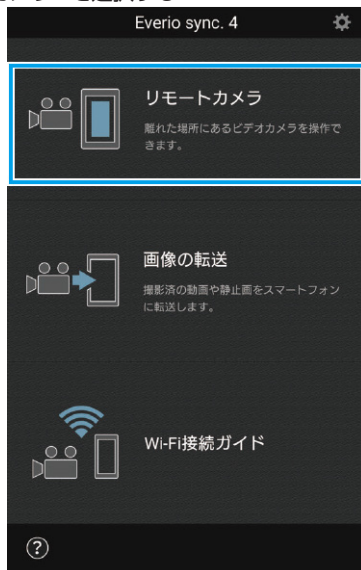 Everio sync. 4
リモートカメラ
離れた場所にあるビデオカメラを操作で
きます。
画像の転送
撮影済の動画や静止画をスマートフォン
に転送します。
Wi-Fi接続ガイド
?